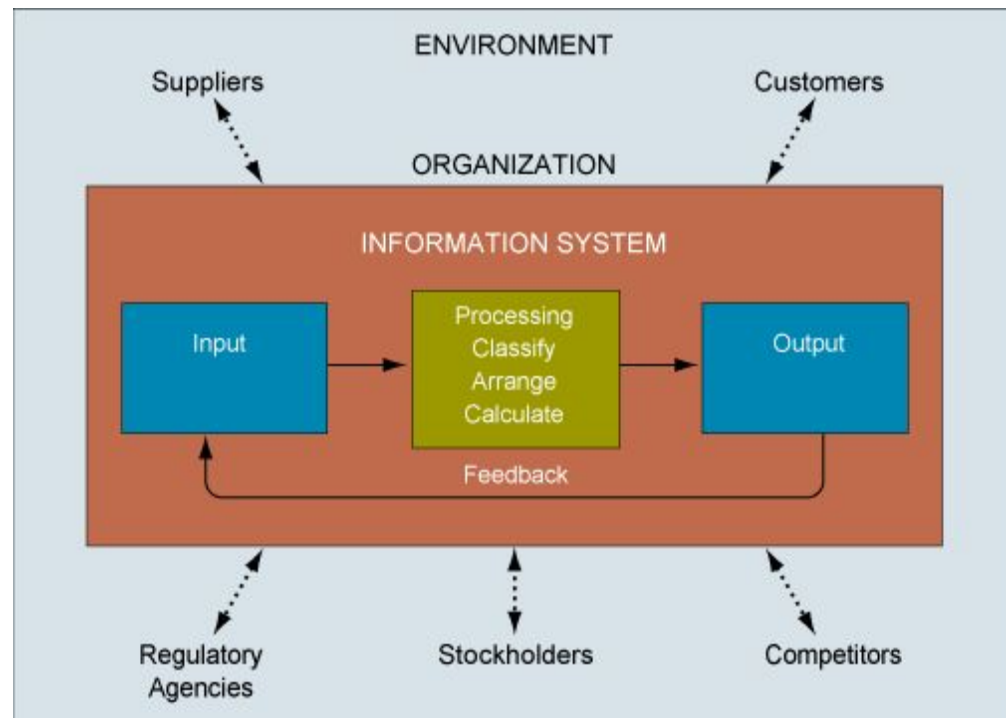 ENVIRONMENT
Suppliers
Customers
ORGANIZATION
INFORMATION SYSTEM
Input
Processing
Classify
Arrange
Calculate
Output
Feedback
Regulatory
Agencies
Stockholders
Competitors